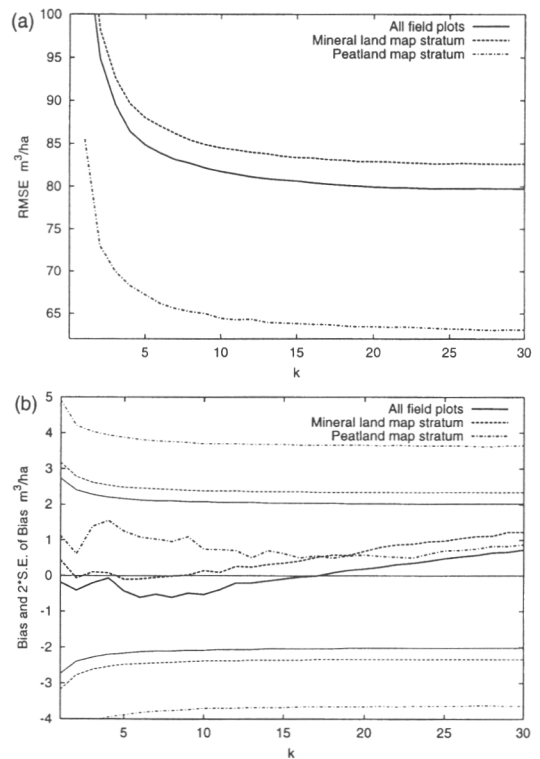 (a)
100
95
90
85
80
75
70
65
RMSE m³/ha
All field plots
Mineral land map stratum
Peatland map stratum
5 10 15 20 25 30
k
(b)
5
4
3
2
1
0
-1
-2
-3
-4
Bias and 2*S.E. of Bias m³/ha
All field plots
Mineral land map stratum
Peatland map stratum
5 10 15 20 25 30
k